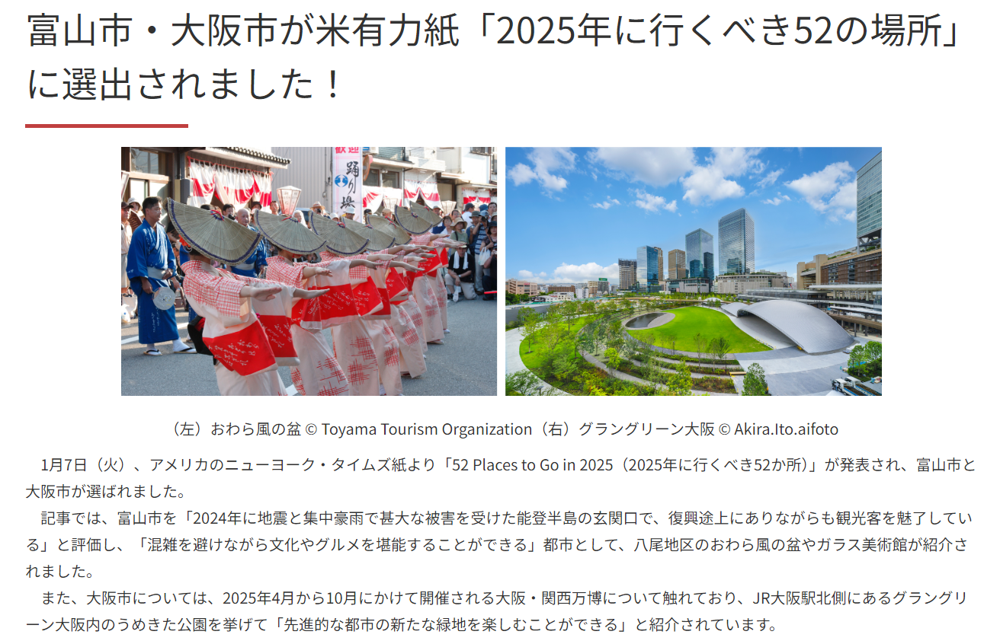 富山市・大阪市が米有力紙「2025年に行くべき52の場所」
に選出されました！
歓迎
踊り場
（左）おわら風の盆 © Toyama Tourism Organization（右）グラングリーン大阪 © Akira.Ito.aifoto
　1月7日（火）、アメリカのニューヨーク・タイムズ紙より「52 Places to Go in 2025（2025年に行くべき52か所）」が発表され、富山市と
大阪市が選ばれました。
　記事では、富山市を「2024年に地震と集中豪雨で甚大な被害を受けた能登半島の玄関口で、復興途上にありながらも観光客を魅了してい
る」と評価し、「混雑を避けながら文化やグルメを堪能することができる」都市として、八尾地区のおわら風の盆やガラス美術館が紹介さ
れました。
　また、大阪市については、2025年4月から10月にかけて開催される大阪・関西万博について触れており、JR大阪駅北側にあるグラングリ
ーン大阪内のうめきた公園を挙げて「先進的な都市の新たな緑地を楽しむことができる」と紹介されています。